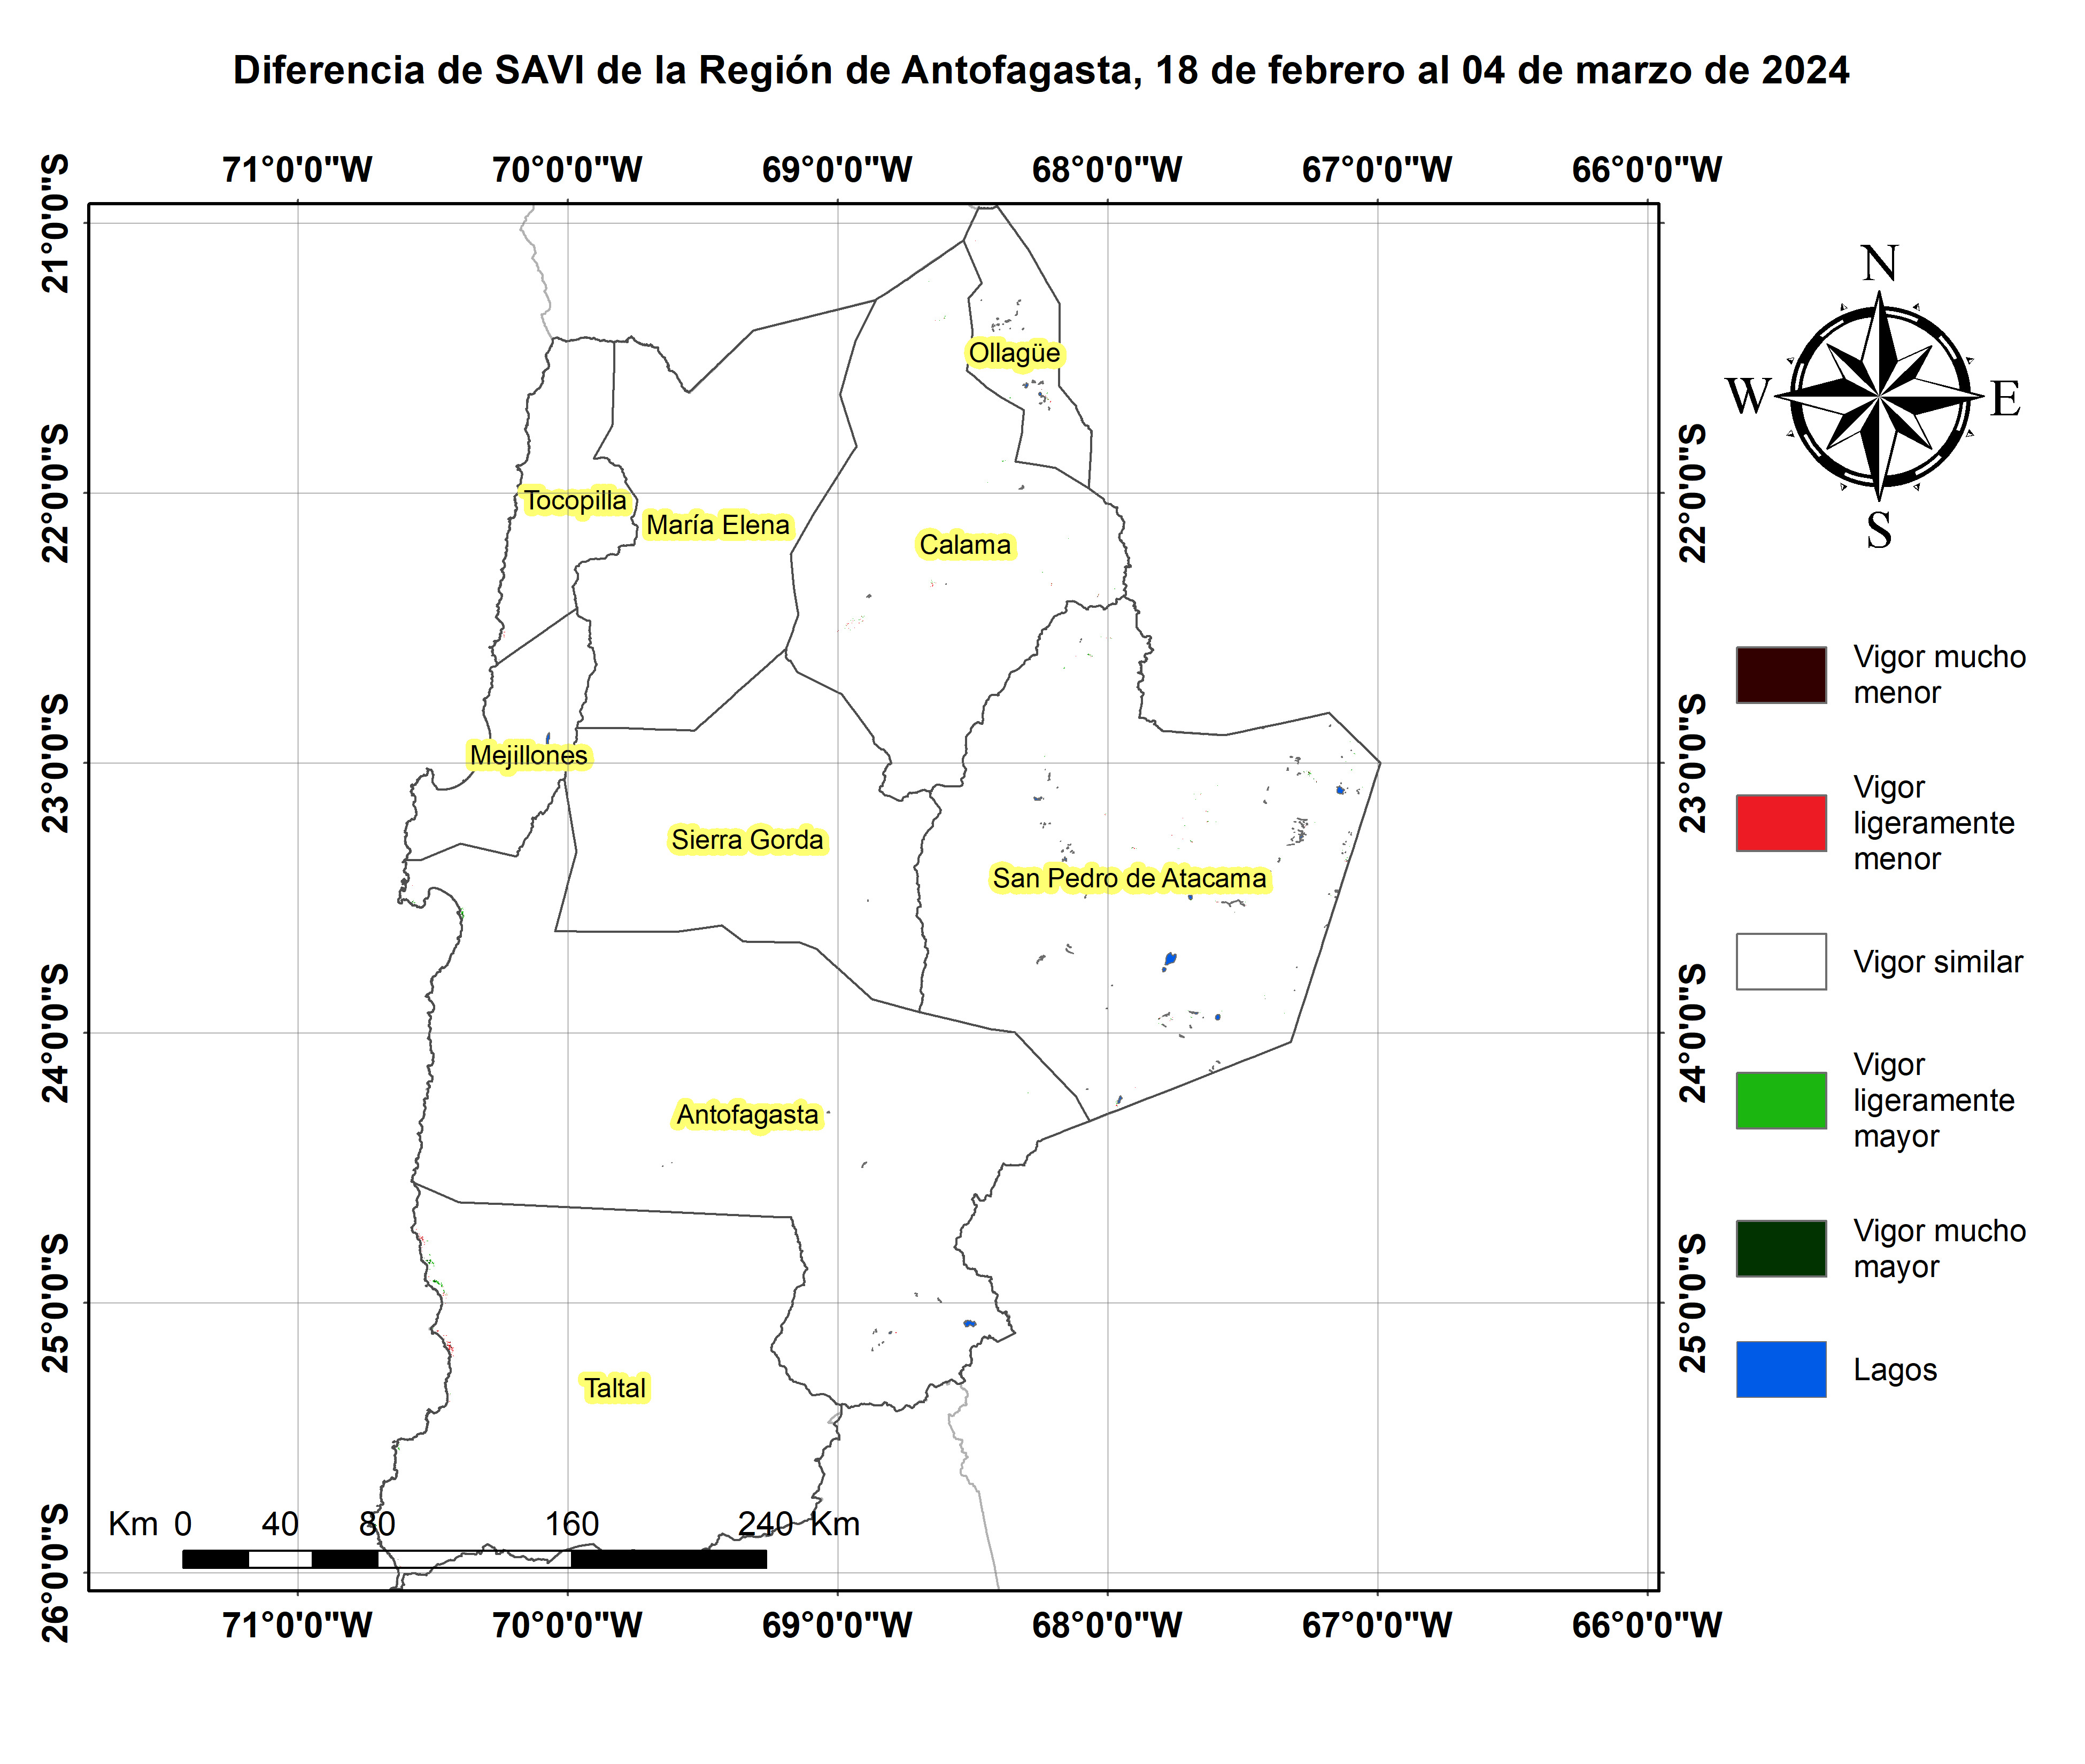 Diferencia de SAVI de la Región de Antofagasta, 18 de febrero al 04 de marzo de 2024
71°0'0"W 70°0'0"W 69°0'0"W 68°0'0"W 67°0'0"W 66°0'0"W
21°0'0"S
22°0'0"S
23°0'0"S
24°0'0"S
25°0'0"S
26°0'0"S
Ollagüe
Tocopilla
María Elena
Calama
Mejillones
Sierra Gorda
San Pedro de Atacama
Antofagasta
Taltal
Km 0 40 80 160 240 Km
71°0'0"W 70°0'0"W 69°0'0"W 68°0'0"W 67°0'0"W 66°0'0"W
22°0'0"S
23°0'0"S
24°0'0"S
25°0'0"S
N
W
E
S
Vigor mucho
menor
Vigor
ligeramente
menor
Vigor similar
Vigor
ligeramente
mayor
Vigor mucho
mayor
Lagos